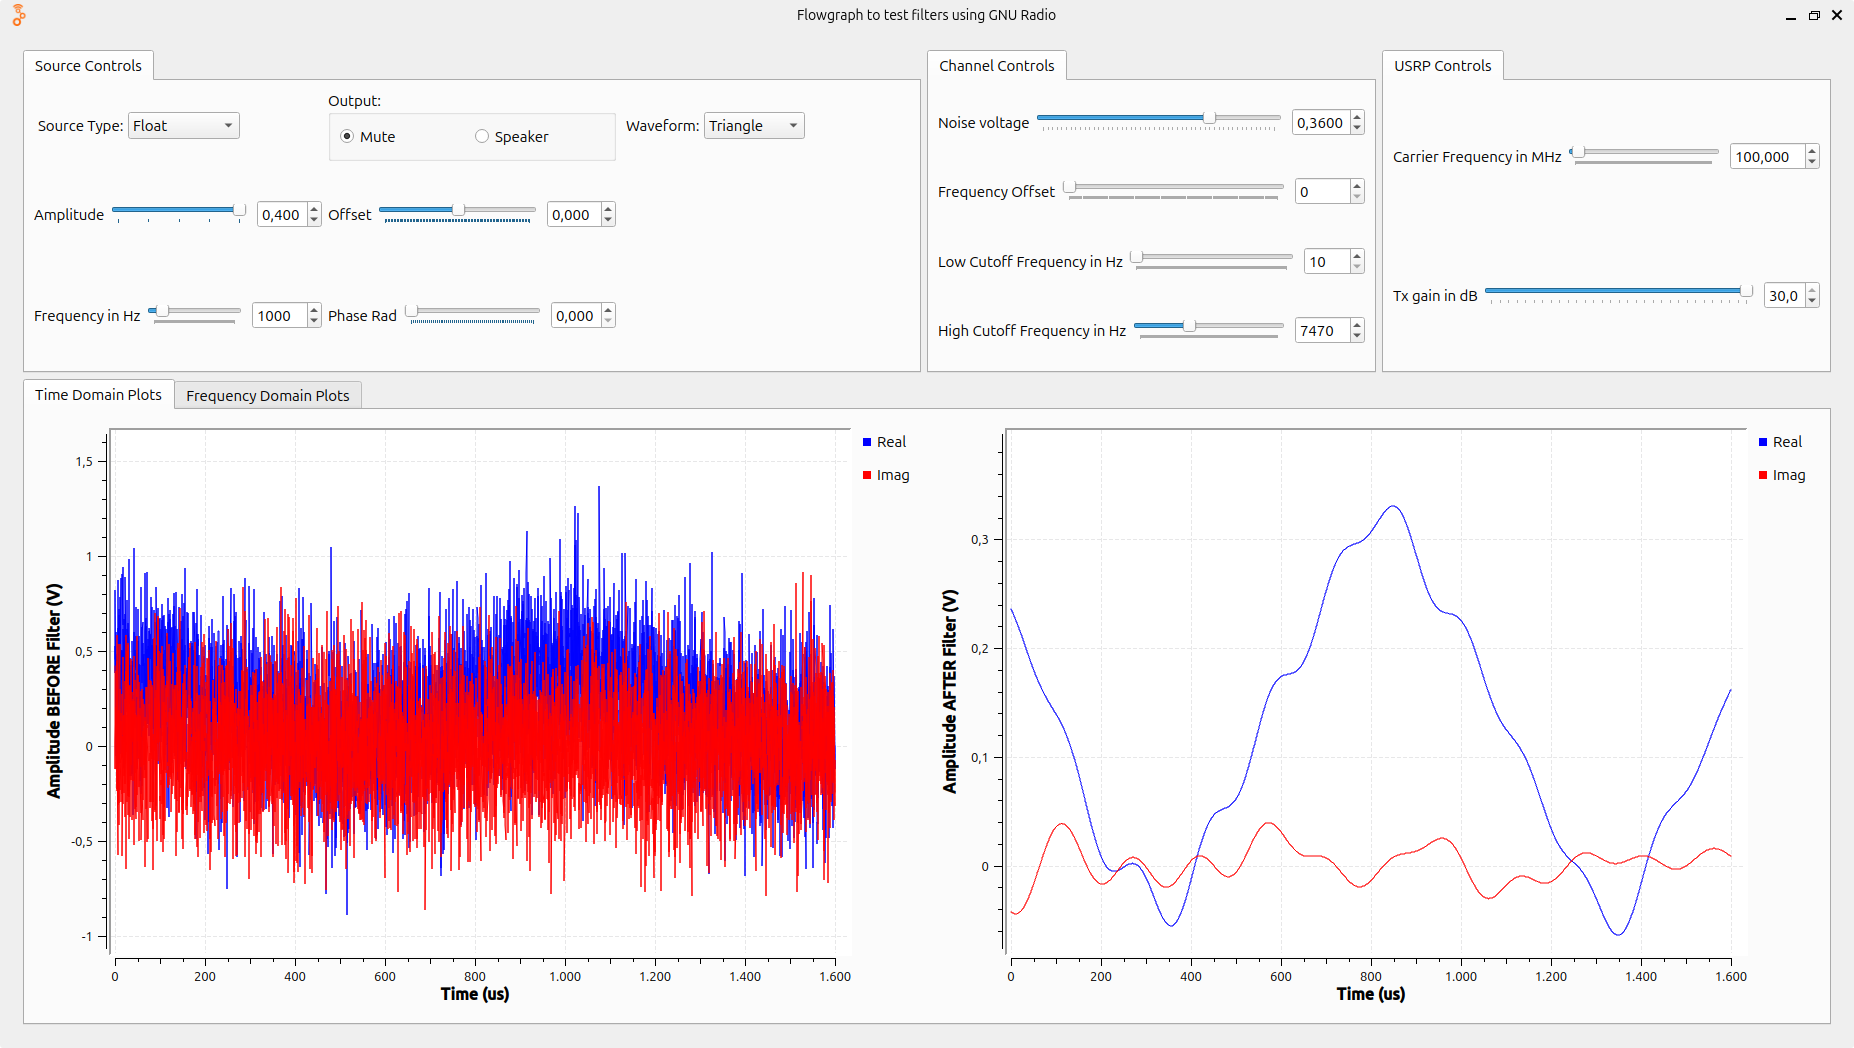 Flowgraph to test filters using GNU Radio
Source Controls
Source Type: Float
Output:
Mute
Speaker
Waveform: Triangle
Amplitude 0,400
Offset 0,000
Frequency in Hz 1000
Phase Rad 0,000
Channel Controls
Noise voltage 0,3600
Frequency Offset 0
Low Cutoff Frequency in Hz 10
High Cutoff Frequency in Hz 7470
USRP Controls
Carrier Frequency in MHz 100,000
Tx gain in dB 30,0
Time Domain Plots
Frequency Domain Plots
Amplitude BEFORE Filter (V)
1,5
1
0,5
0
-0,5
-1
0 200 400 600 800 1.000 1.200 1.400 1.600
Time (us)
Real
Imag
Amplitude AFTER Filter (V)
0,3
0,2
0,1
0
0 200 400 600 800 1.000 1.200 1.400 1.600
Time (us)
Real
Imag